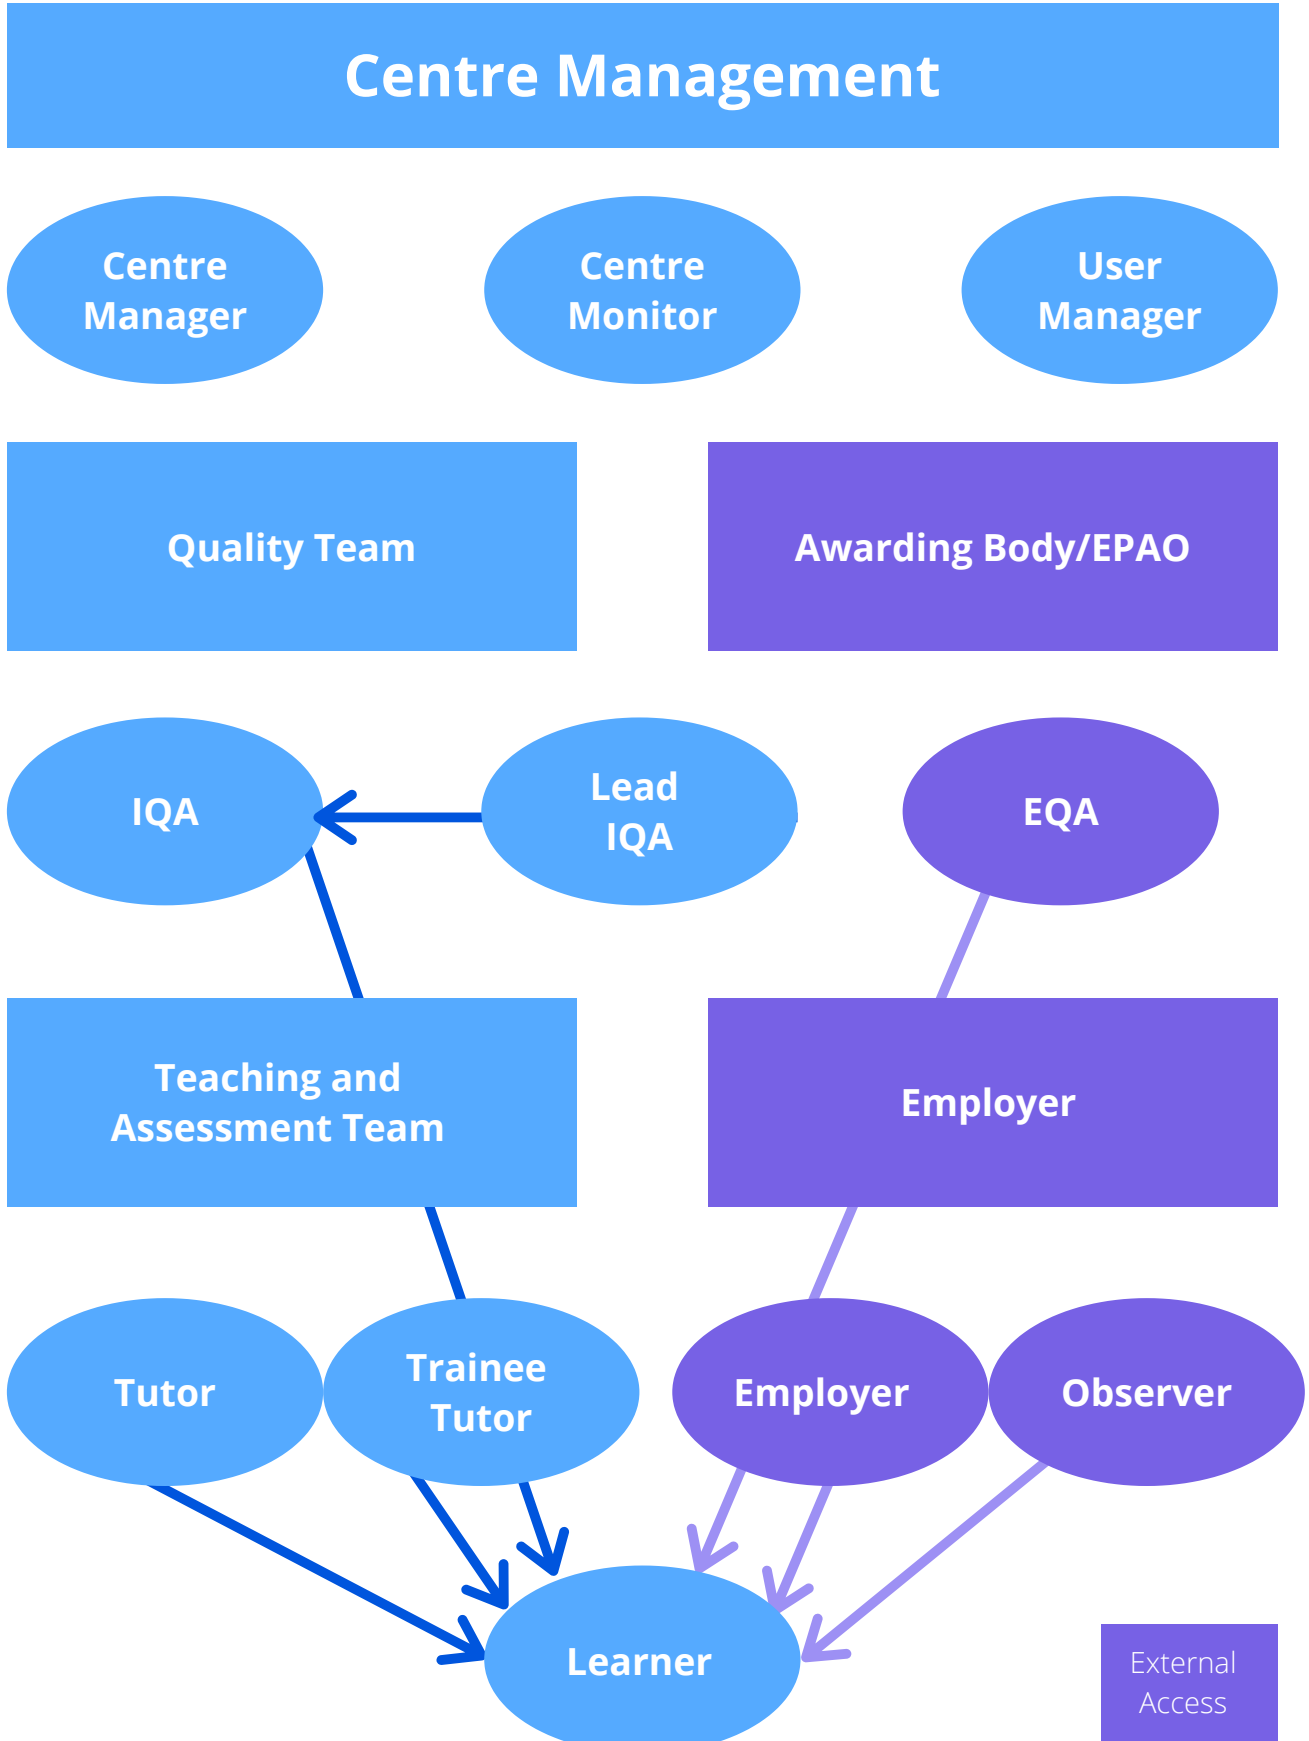 Centre Management
Centre
Manager
Centre
Monitor
User
Manager
Quality Team
Awarding Body/EPAO
IQA
Lead
IQA
EQA
Teaching and
Assessment Team
Employer
Tutor
Trainee
Tutor
Employer
Observer
Learner
External
Access